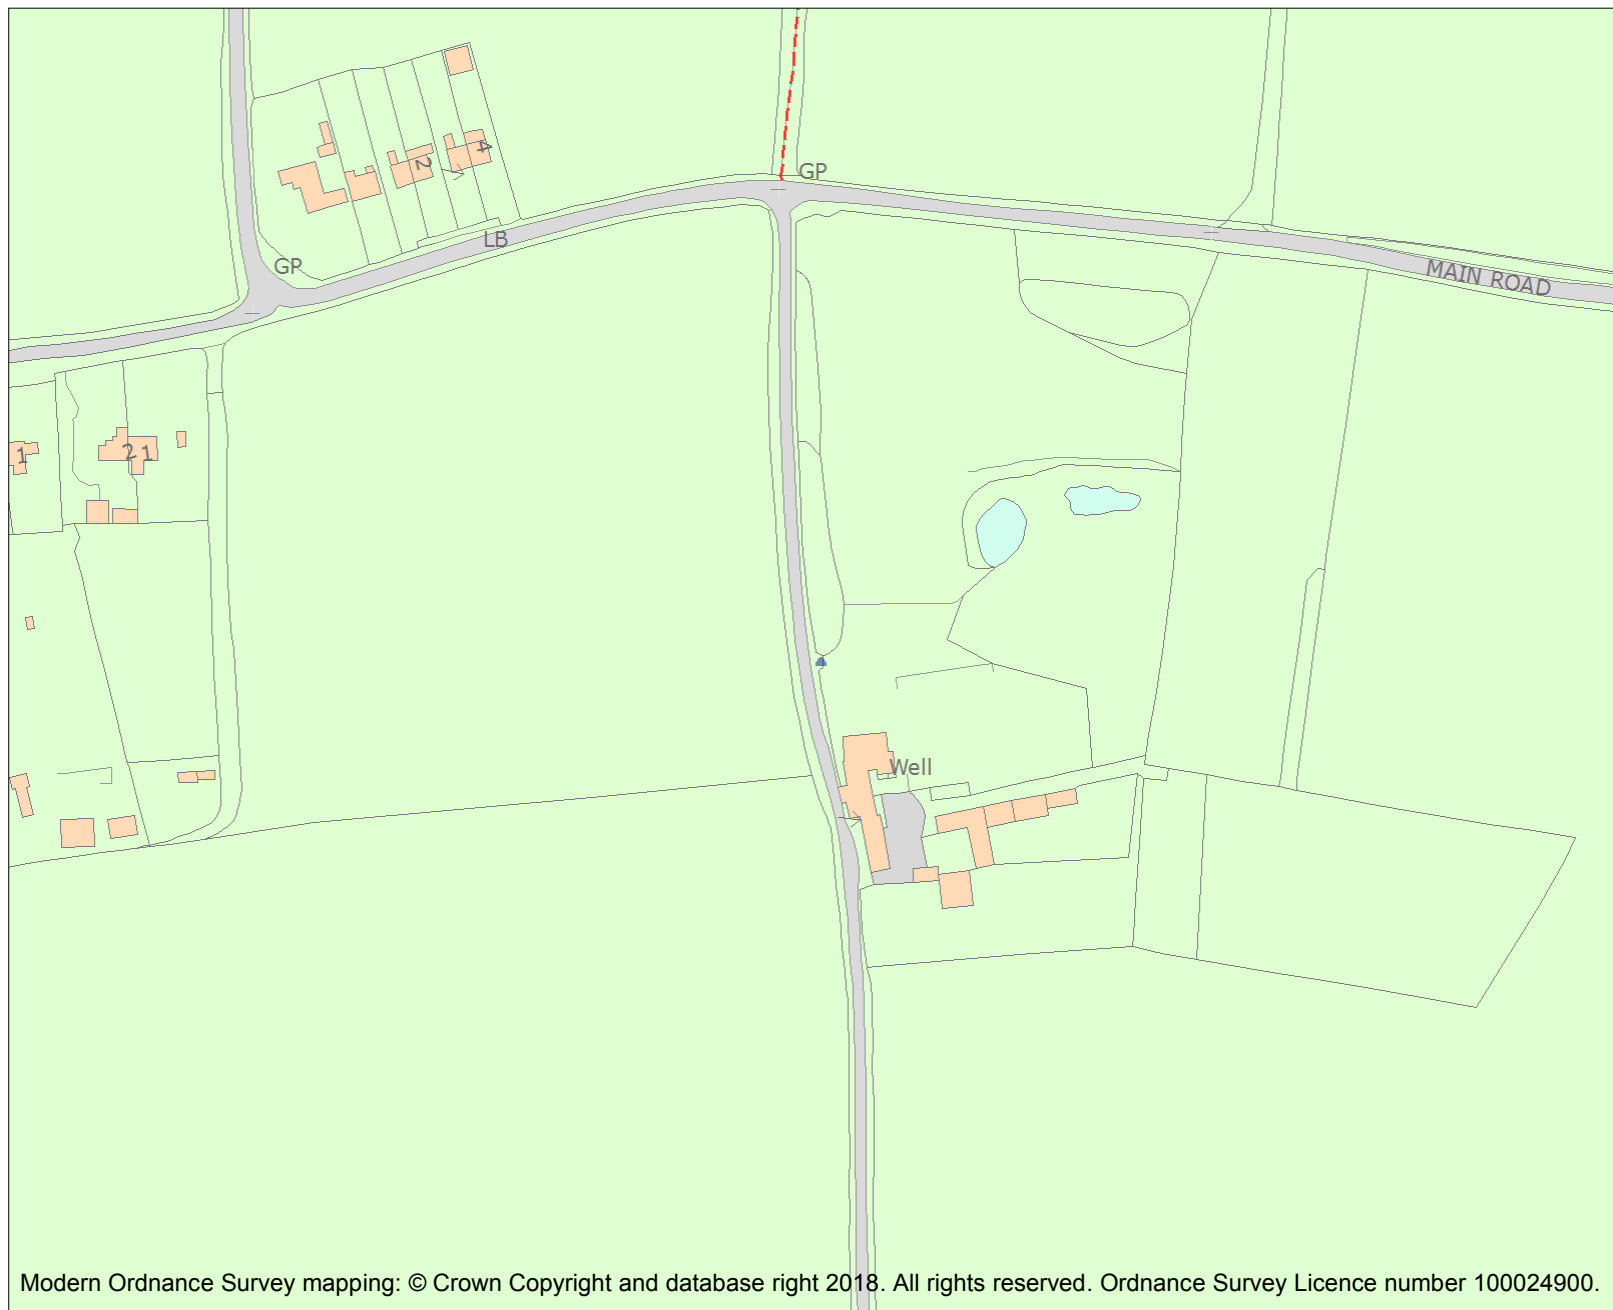 4
2
GP
LB
GP
MAIN ROAD
1
2
1
Well
Modern Ordnance Survey mapping: © Crown Copyright and database right 2018. All rights reserved. Ordnance Survey Licence number 100024900.